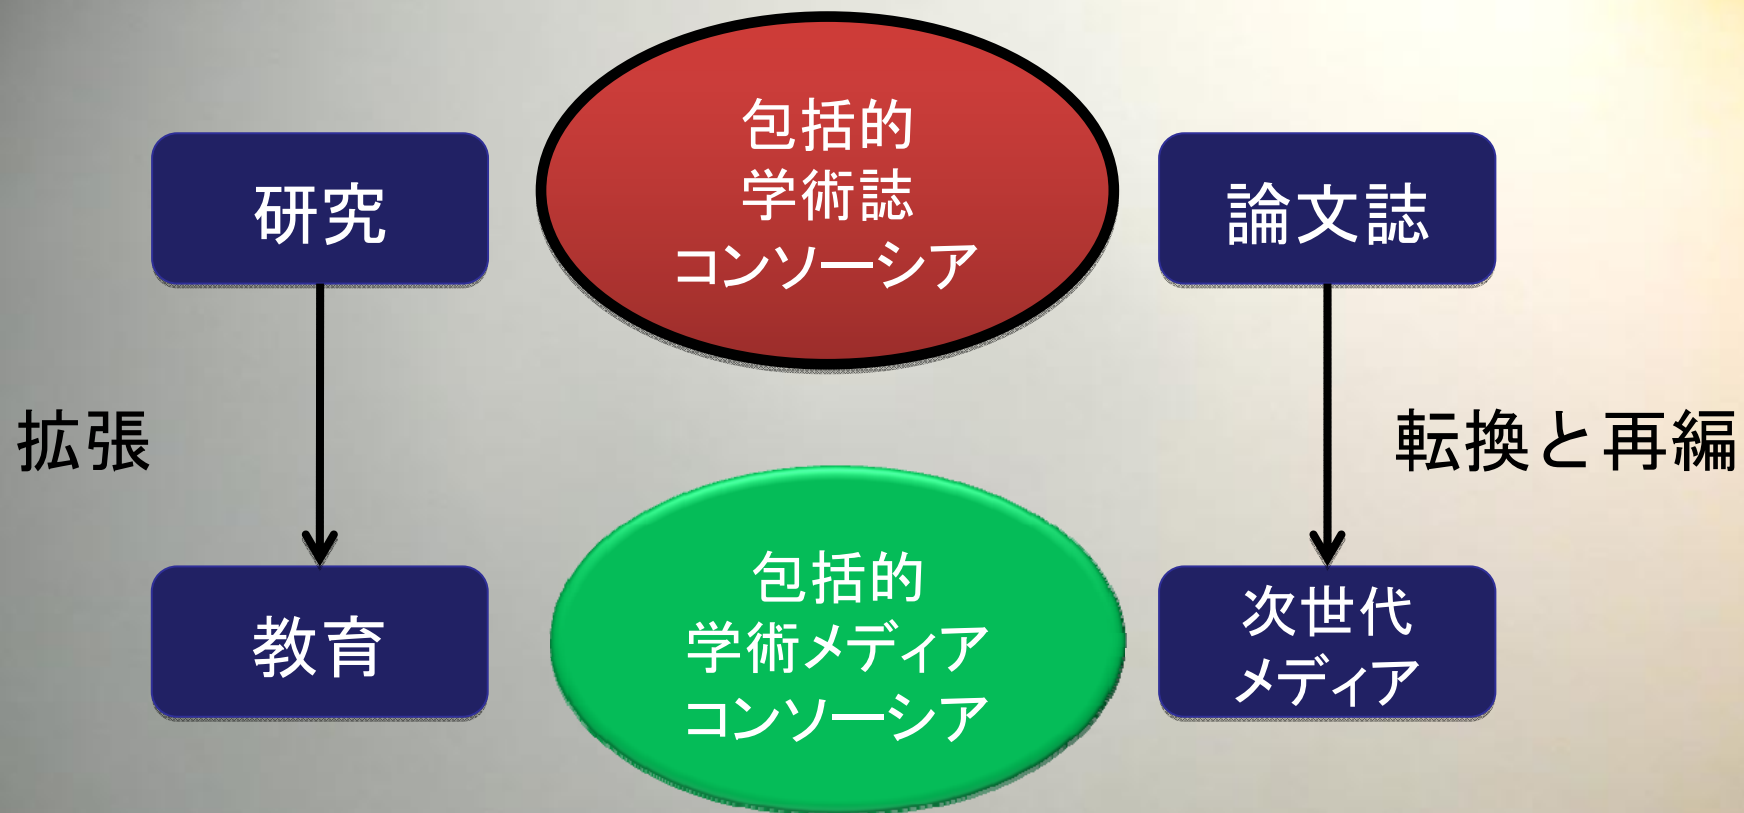 包括的
学術誌
コンソーシア
研究
論文誌
拡張
転換と再編
包括的
学術メディア
コンソーシア
教育
次世代
メディア